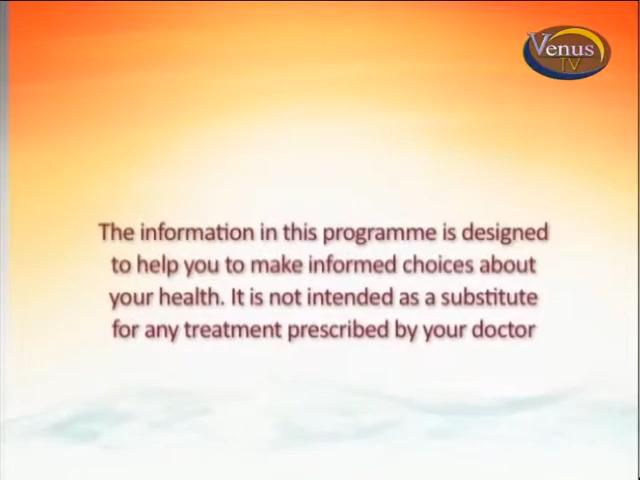 Venus
TV
The information in this programme is designed
to help you to make informed choices about
your health. It is not intended as a substitute
for any treatment prescribed by your doctor